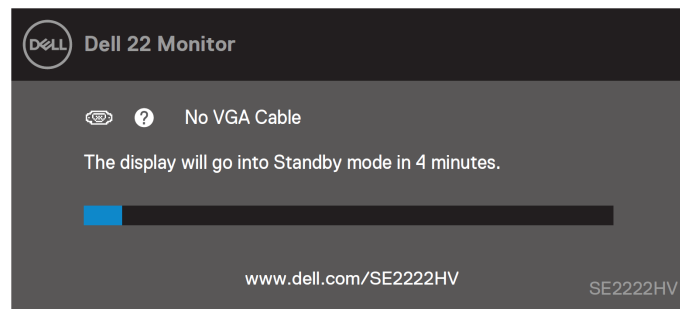 DELL Dell 22 Monitor
? No VGA Cable
The display will go into Standby mode in 4 minutes.
www.dell.com/SE2222HV
SE2222HV